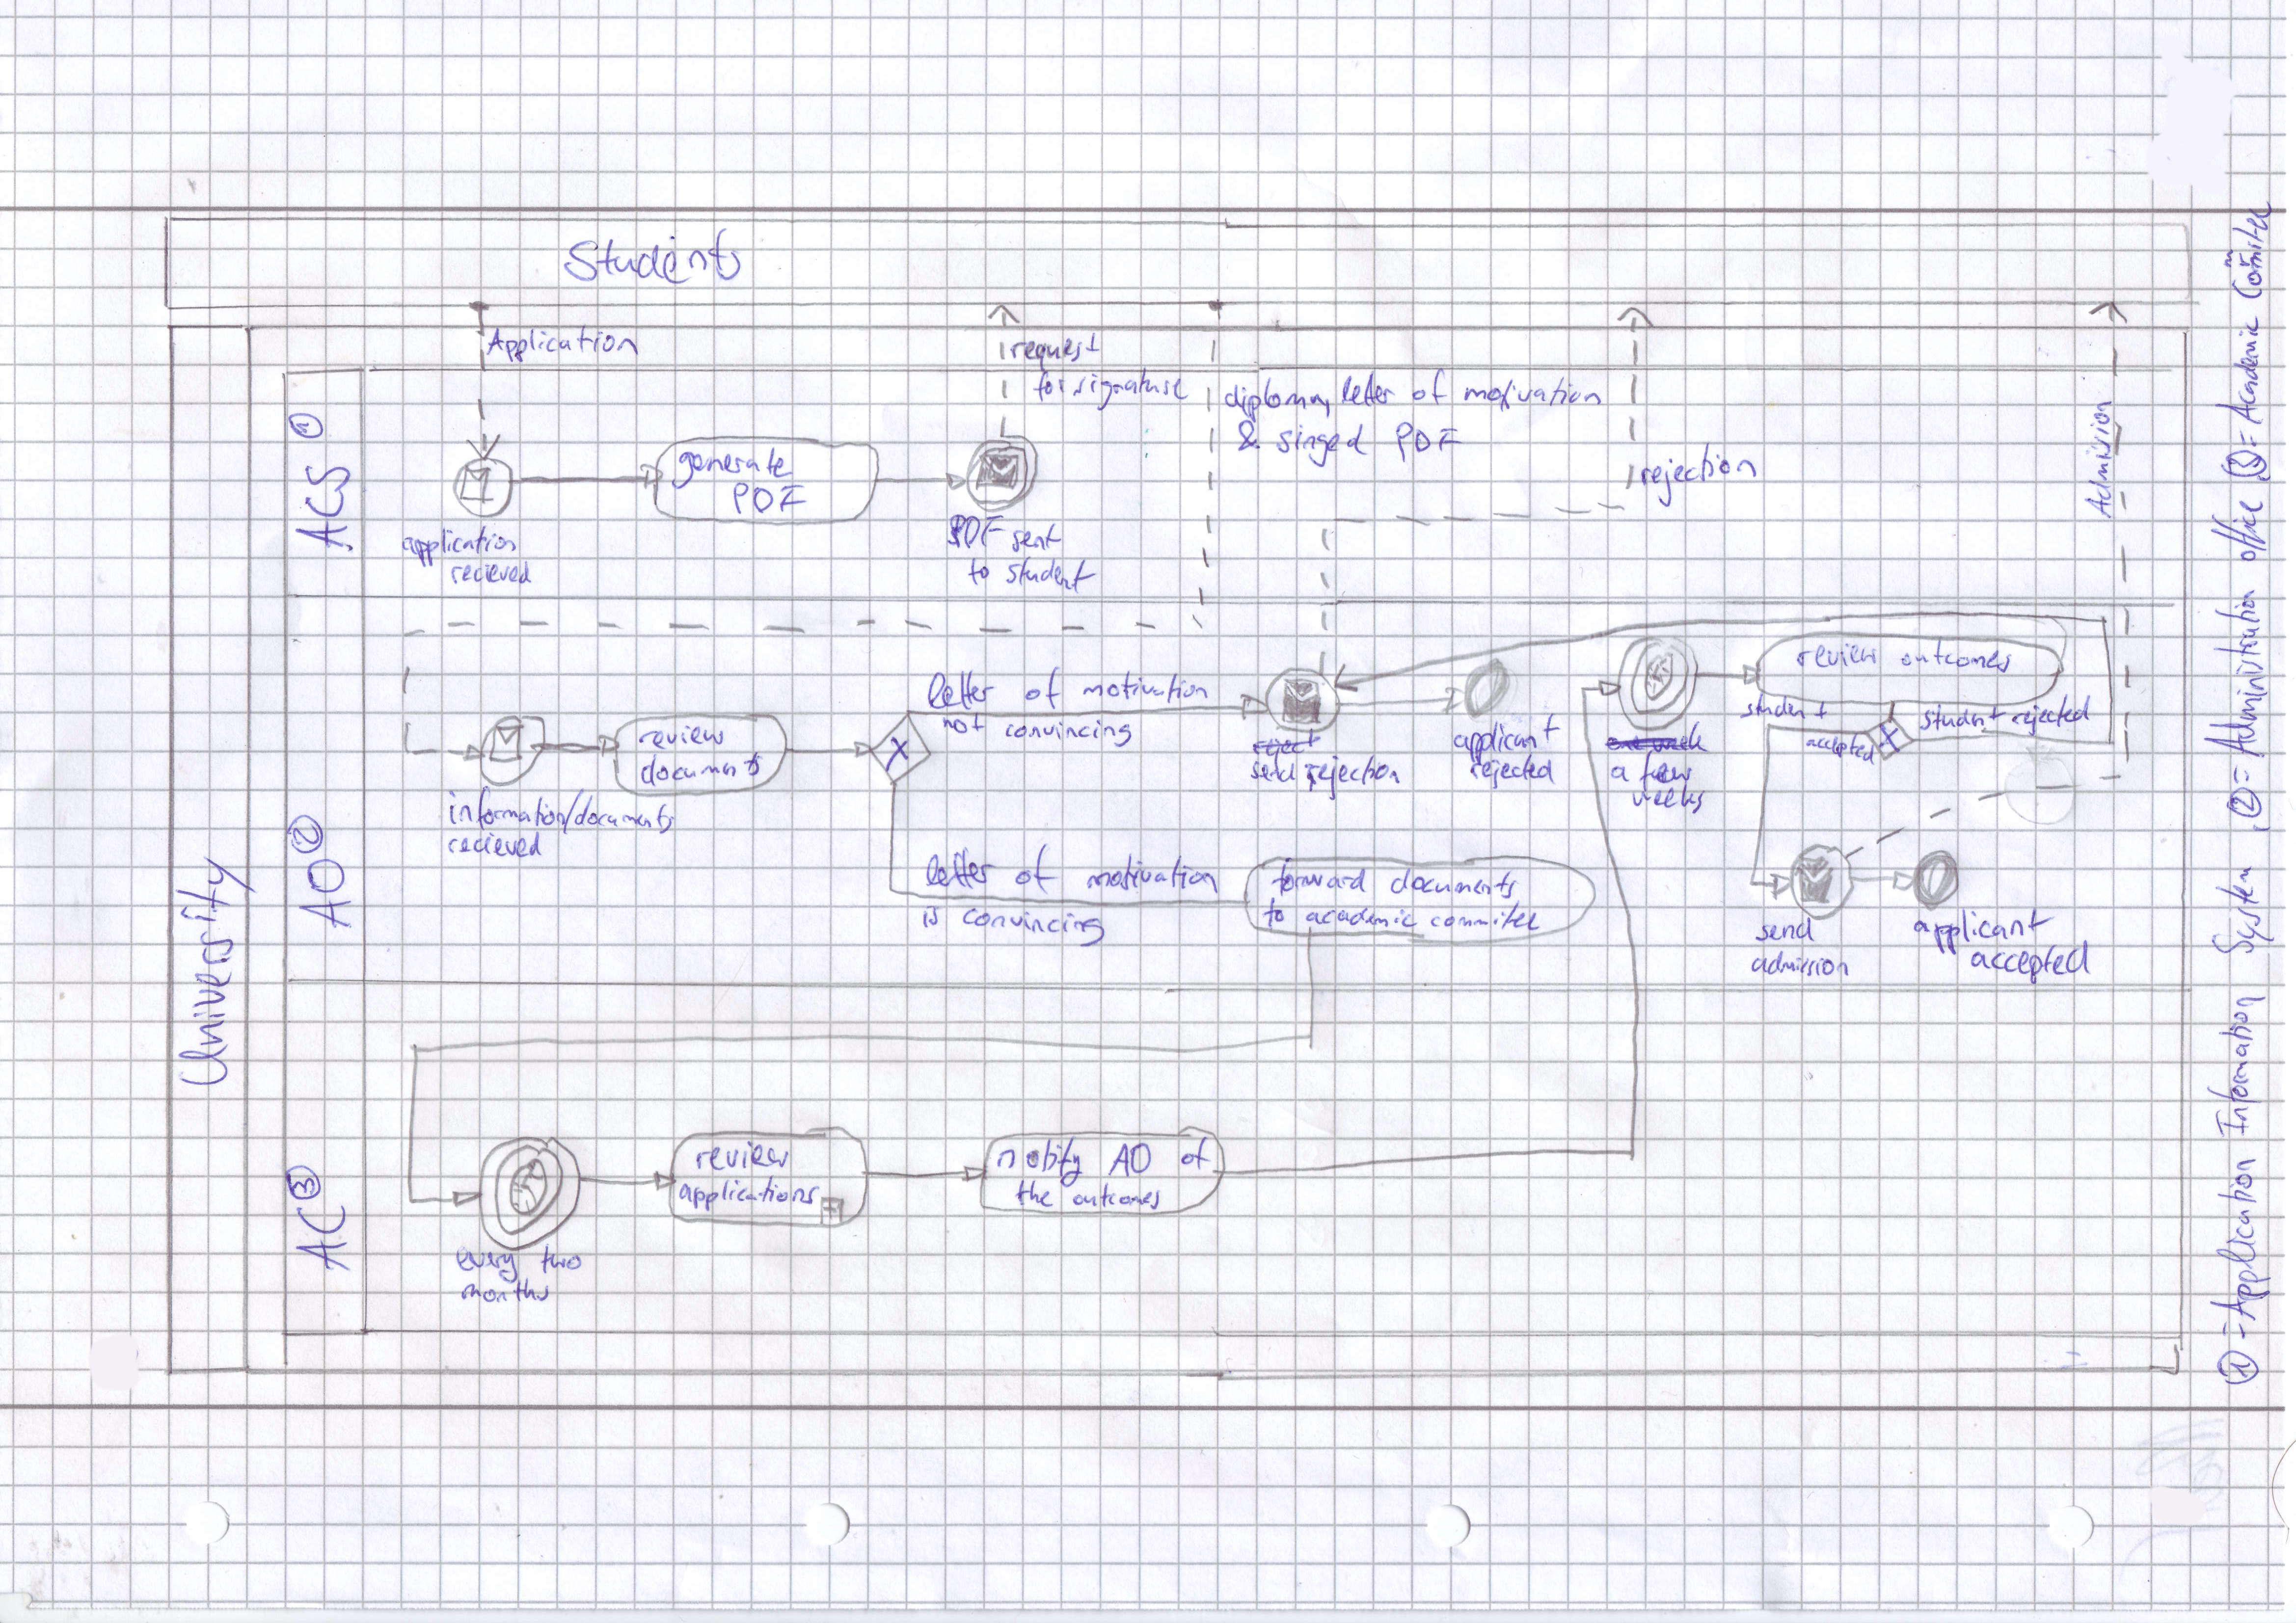 Students
Application
request
for signature
diploma, letter of motivation
& singed PDF
rejection
Admission
University
ACS ①
generate
PDF
application
recieved
PDF sent
to student
AO ②
letter of motivation
not convincing
review
documents
X
information/documents
recieved
reject
send rejection
applicant
rejected
one week
a few
weeks
review outcomes
student
accepted
X
student rejected
letter of motivation
is convincing
forward documents
to academic commitee
send
admission
applicant
accepted
AC ③
every two
months
review
applications
notify AO of
the outcomes
①= Application Information System, ②= Administration office ③= Academic Commitee